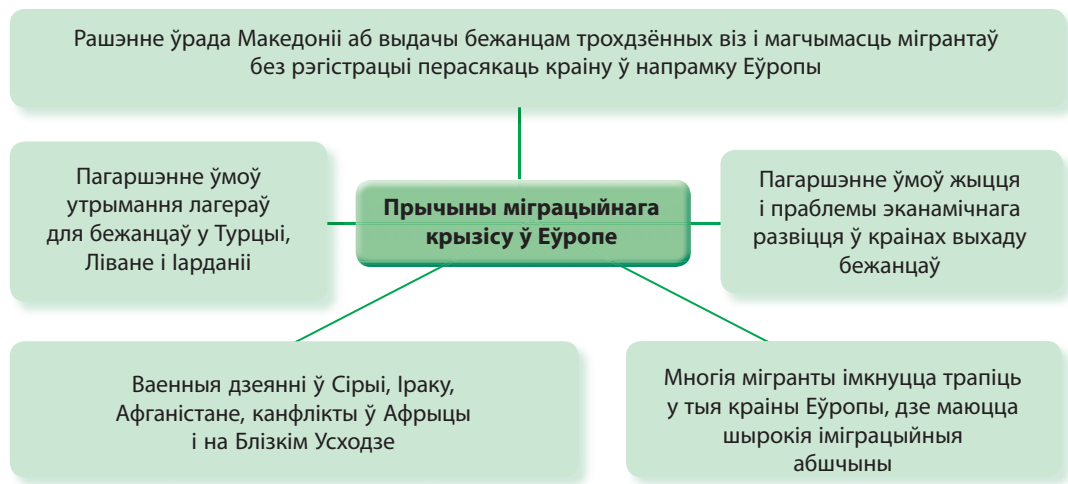 Рашэнне ўрада Македоніі аб выдачы бежанцам трохдзённых віз і магчымасць мігрантаў
без рэгістрацыі перасякаць краіну ў напрамку Еўропы
Пагаршэнне ўмоў
утрымання лагераў
для бежанцаў у Турцыі,
Ліване і Іарданіі
Прычыны міграцыйнага
крызісу ў Еўропе
Пагаршэнне ўмоў жыцця
і праблемы эканамічнага
развіцця ў краінах выхаду
бежанцаў
Ваенныя дзеянні ў Сірыі, Іраку,
Афганістане, канфлікты ў Афрыцы
і на Блізкім Усходзе
Многія мігранты імкнуцца трапіць
у тыя краіны Еўропы, дзе маюцца
шырокія іміграцыйныя
абшчыны